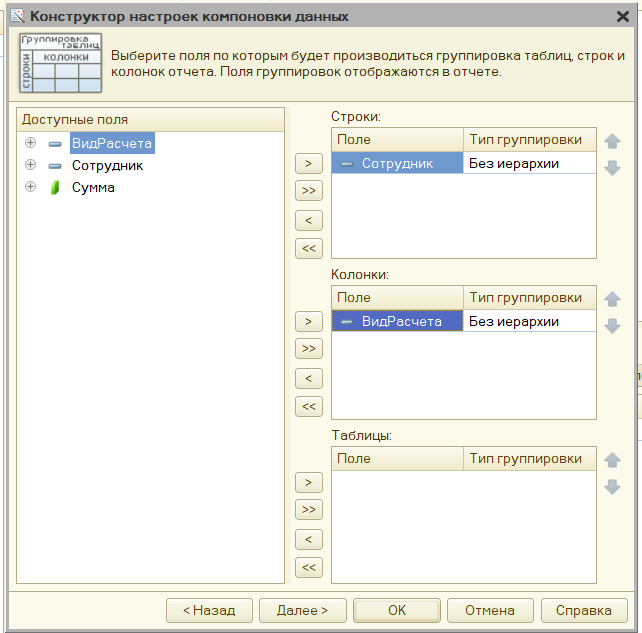 Конструктор настроек компоновки данных
Группировка
таблиц
строки
колонки
Выберите поля по которым будет производиться группировка таблиц, строк и
колонок отчета. Поля группировок отображаются в отчете.
Доступные поля
ВидРасчета
Сотрудник
Сумма
>
>>
<
<<
Строки:
Поле Тип группировки
Сотрудник Без иерархии
>
>>
<
<<
Колонки:
Поле Тип группировки
ВидРасчета Без иерархии
>
>>
<
<<
Таблицы:
Поле Тип группировки
< Назад Далее > OK Отмена Справка